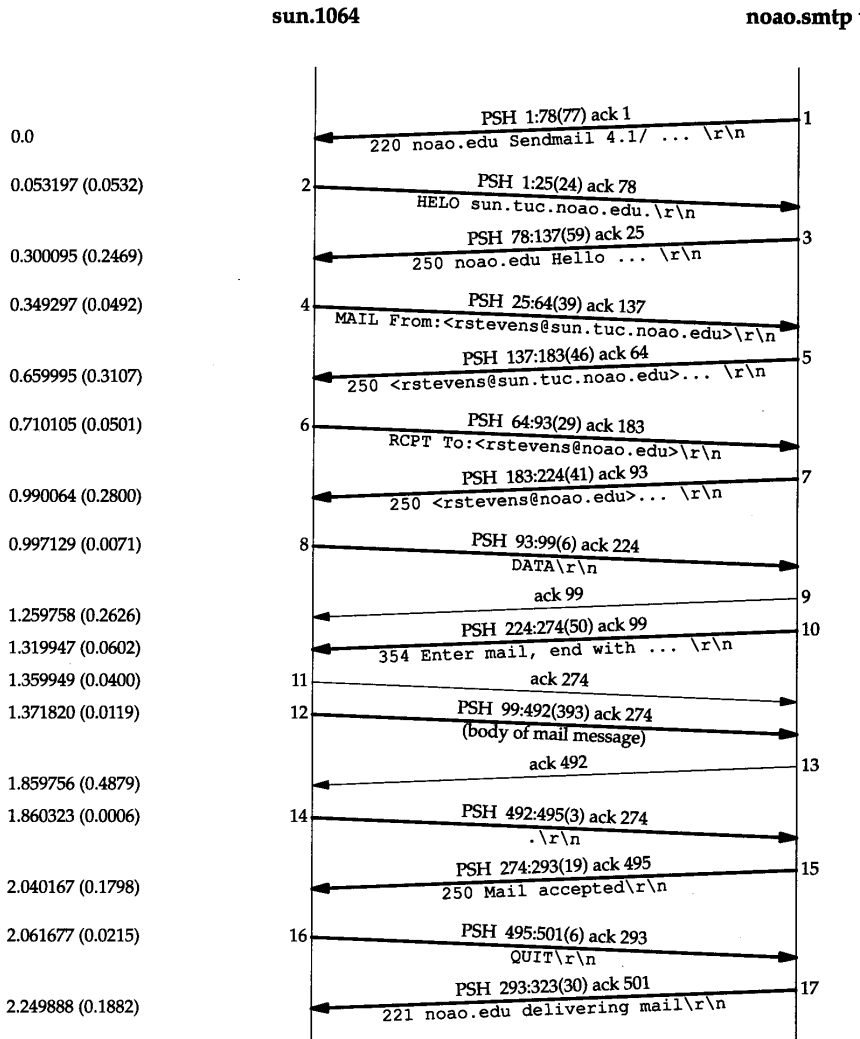 sun.1064 noao.smtp
PSH 1:78(77) ack 1 1
0.0 220 noao.edu Sendmail 4.1/ ... \r\n
0.053197 (0.0532) 2 PSH 1:25(24) ack 78
HELO sun.tuc.noao.edu.\r\n
PSH 78:137(59) ack 25 3
0.300095 (0.2469) 250 noao.edu Hello ... \r\n
0.349297 (0.0492) 4 PSH 25:64(39) ack 137
MAIL From:<rstevens@sun.tuc.noao.edu>\r\n
PSH 137:183(46) ack 64 5
0.659995 (0.3107) 250 <rstevens@sun.tuc.noao.edu>... \r\n
0.710105 (0.0501) 6 PSH 64:93(29) ack 183
RCPT To:<rstevens@noao.edu>\r\n
PSH 183:224(41) ack 93 7
0.990064 (0.2800) 250 <rstevens@noao.edu>... \r\n
0.997129 (0.0071) 8 PSH 93:99(6) ack 224
DATA\r\n
ack 99 9
1.259758 (0.2626)
PSH 224:274(50) ack 99 10
1.319947 (0.0602) 354 Enter mail, end with ... \r\n
1.359949 (0.0400) 11 ack 274
1.371820 (0.0119) 12 PSH 99:492(393) ack 274
(body of mail message)
ack 492 13
1.859756 (0.4879)
1.860323 (0.0006) 14 PSH 492:495(3) ack 274
.\r\n
PSH 274:293(19) ack 495 15
2.040167 (0.1798) 250 Mail accepted\r\n
2.061677 (0.0215) 16 PSH 495:501(6) ack 293
QUIT\r\n
PSH 293:323(30) ack 501 17
2.249888 (0.1882) 221 noao.edu delivering mail\r\n